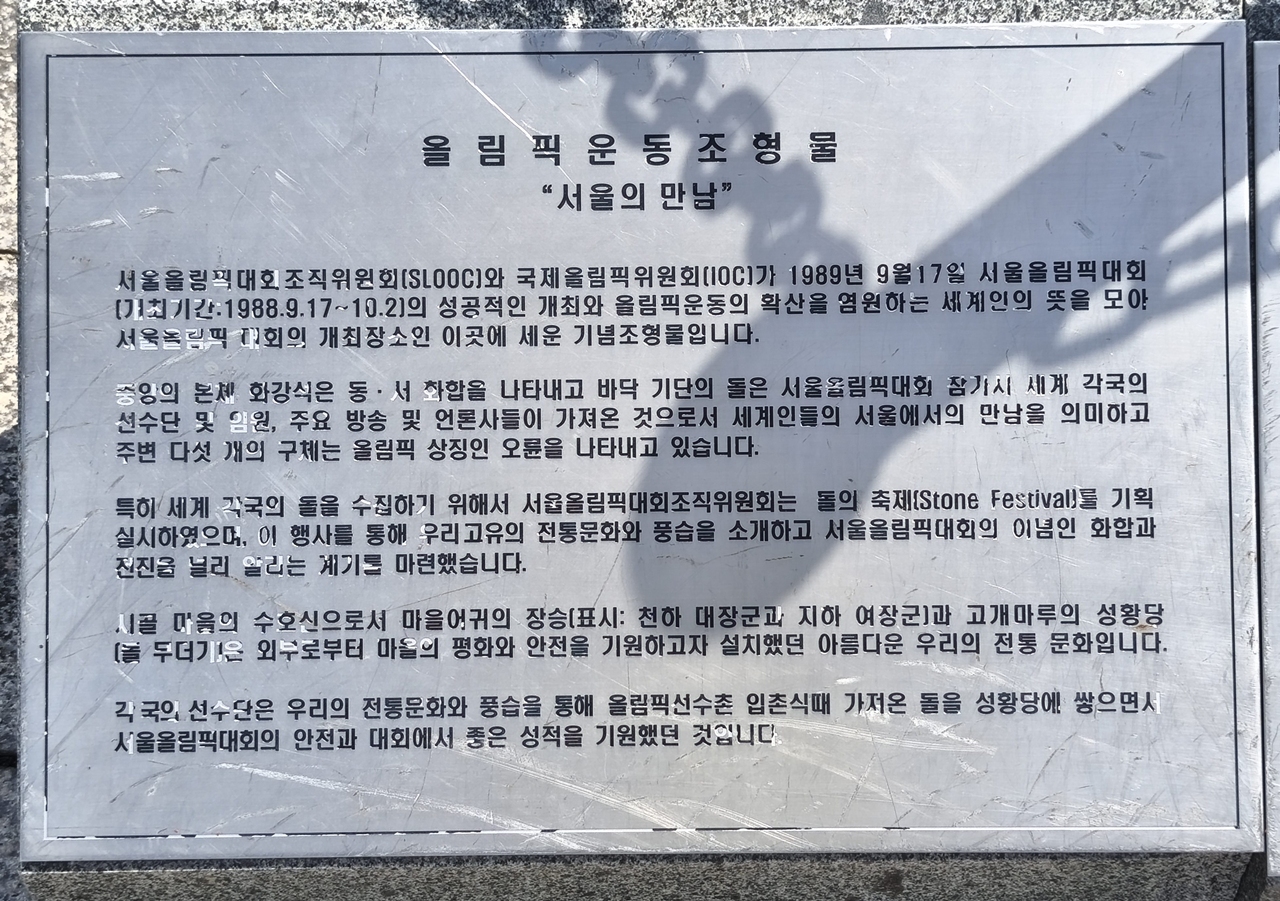 올림픽운동조형물
“서울의 만남”
서울올림픽대회조직위원회(SLOOC)와 국제올림픽위원회(IOC)가 1989년 9월17일 서울올림픽대회
(개최기간:1988.9.17~10.2)의 성공적인 개최와 올림픽운동의 확산을 염원하는 세계인의 뜻을 모아
서울올림픽 대회의 개최장소인 이곳에 세운 기념조형물입니다.
중앙의 본체 화강석은 동·서 화합을 나타내고 바닥 기단의 돌은 서울올림픽대회 참가시 세계 각국의
선수단 및 임원, 주요 방송 및 언론사들이 가져온 것으로서 세계인들의 서울에서의 만남을 의미하고
주변 다섯 개의 구체는 올림픽 상징인 오륜을 나타내고 있습니다.
특히 세계 각국의 돌을 수집하기 위해서 서울올림픽대회조직위원회는 돌의 축제(Stone Festival)를 기획
실시하였으며, 이 행사를 통해 우리고유의 전통문화와 풍습을 소개하고 서울올림픽대회의 이념인 화합과
전진을 널리 알리는 계기를 마련했습니다.
시골 마을의 수호신으로서 마을어귀의 장승(표시: 천하 대장군과 지하 여장군)과 고개마루의 성황당
(돌 무더기)은 외부로부터 마을의 평화와 안전을 기원하고자 설치했던 아름다운 우리의 전통 문화입니다.
각국의 선수단은 우리의 전통문화와 풍습을 통해 올림픽선수촌 입촌식때 가져온 돌을 성황당에 쌓으면서
서울올림픽대회의 안전과 대회에서 좋은 성적을 기원했던 것입니다.